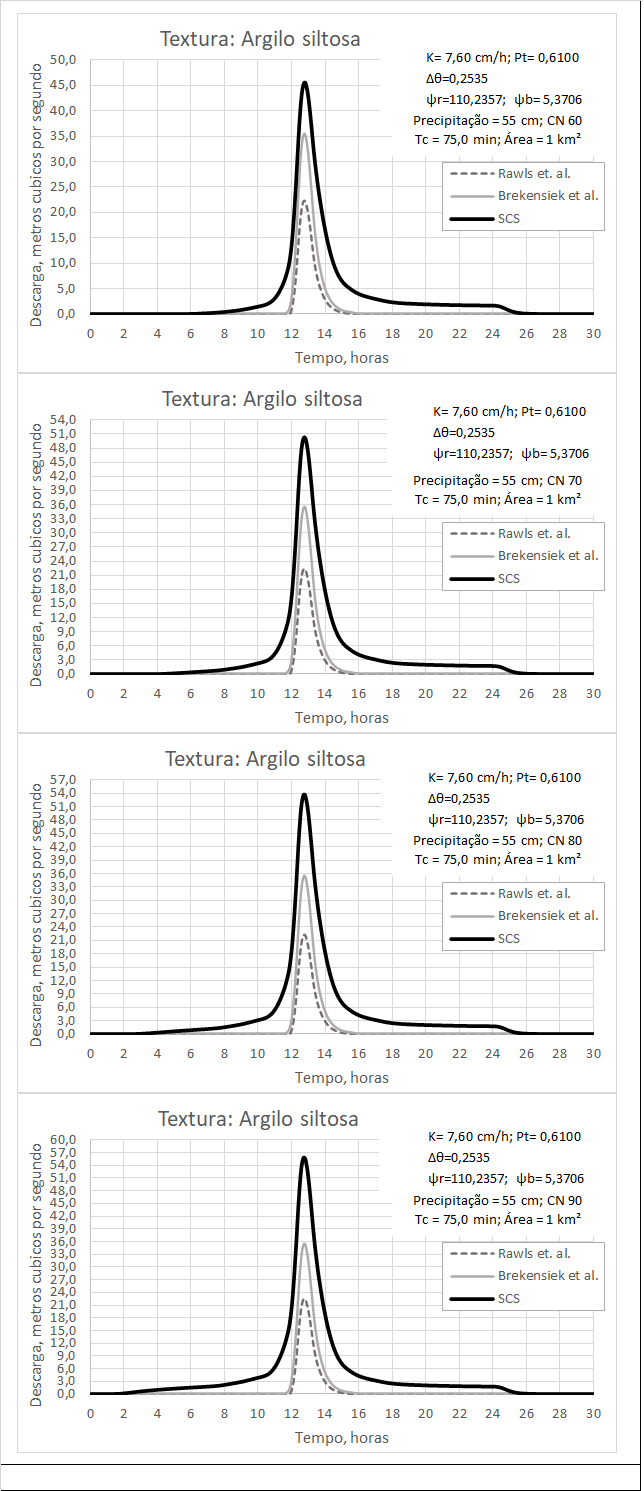 Textura: Argilo siltosa
K= 7,60 cm/h; Pt= 0,6100
Δθ=0,2535
ψr=110,2357; ψb= 5,3706
Precipitação = 55 cm; CN 60
Tc = 75,0 min; Área = 1 km²
Rawls et. al.
Brekensiek et al.
SCS
Descarga, metros cubicos por segundo
50,0
45,0
40,0
35,0
30,0
25,0
20,0
15,0
10,0
5,0
0,0
0 2 4 6 8 10 12 14 16 18 20 22 24 26 28 30
Tempo, horas
Textura: Argilo siltosa
K= 7,60 cm/h; Pt= 0,6100
Δθ=0,2535
ψr=110,2357; ψb= 5,3706
Precipitação = 55 cm; CN 70
Tc = 75,0 min; Área = 1 km²
Rawls et. al.
Brekensiek et al.
SCS
Descarga, metros cubicos por segundo
54,0
51,0
48,0
45,0
42,0
39,0
36,0
33,0
30,0
27,0
24,0
21,0
18,0
15,0
12,0
9,0
6,0
3,0
0,0
0 2 4 6 8 10 12 14 16 18 20 22 24 26 28 30
Tempo, horas
Textura: Argilo siltosa
K= 7,60 cm/h; Pt= 0,6100
Δθ=0,2535
ψr=110,2357; ψb= 5,3706
Precipitação = 55 cm; CN 80
Tc = 75,0 min; Área = 1 km²
Rawls et. al.
Brekensiek et al.
SCS
Descarga, metros cubicos por segundo
57,0
54,0
51,0
48,0
45,0
42,0
39,0
36,0
33,0
30,0
27,0
24,0
21,0
18,0
15,0
12,0
9,0
6,0
3,0
0,0
0 2 4 6 8 10 12 14 16 18 20 22 24 26 28 30
Tempo, horas
Textura: Argilo siltosa
K= 7,60 cm/h; Pt= 0,6100
Δθ=0,2535
ψr=110,2357; ψb= 5,3706
Precipitação = 55 cm; CN 90
Tc = 75,0 min; Área = 1 km²
Rawls et. al.
Brekensiek et al.
SCS
Descarga, metros cubicos por segundo
60,0
57,0
54,0
51,0
48,0
45,0
42,0
39,0
36,0
33,0
30,0
27,0
24,0
21,0
18,0
15,0
12,0
9,0
6,0
3,0
0,0
0 2 4 6 8 10 12 14 16 18 20 22 24 26 28 30
Tempo, horas